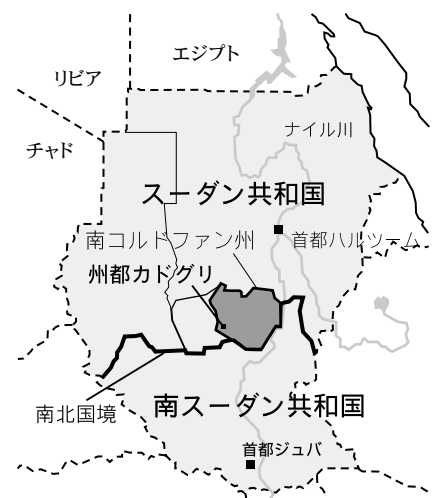 エジプト
リビア
ナイル川
チャド
スーダン共和国
南コルドファン州
首都ハルツーム
州都カドグリ
南北国境
南スーダン共和国
首都ジュバ